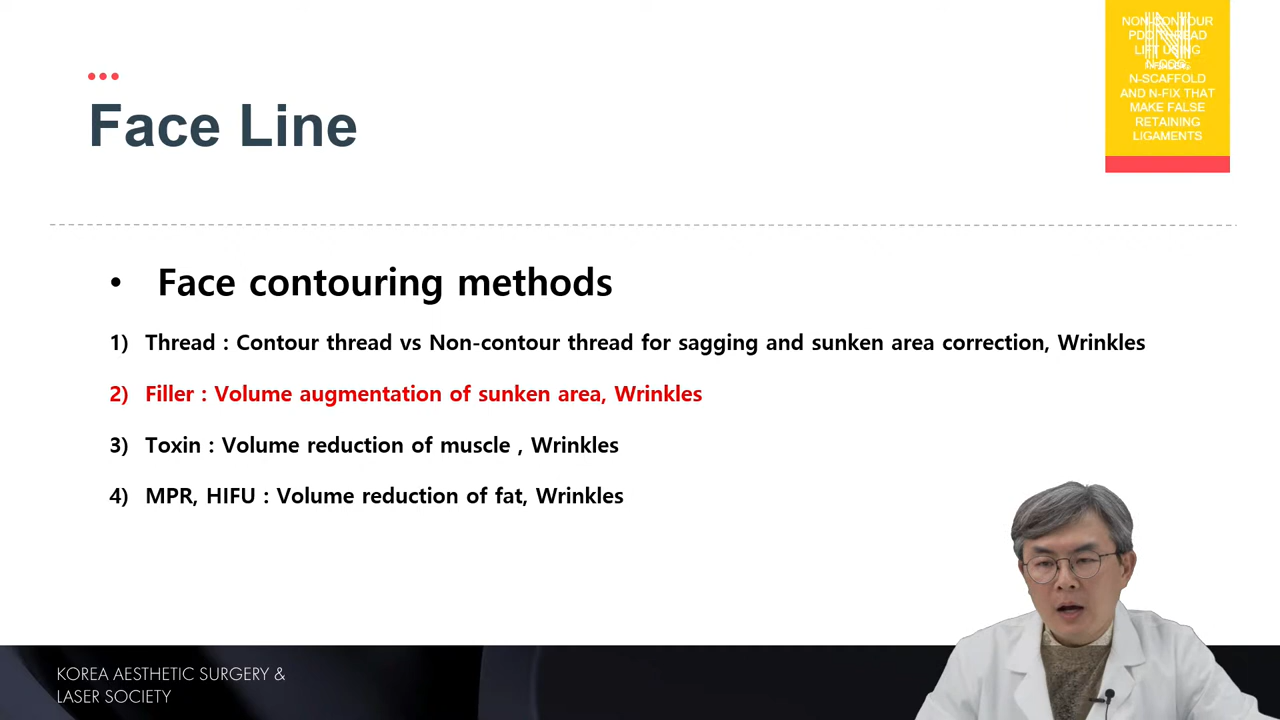 NON-CONTOUR
PDO THREAD
LIFT USING
N-COG,
N-SCAFFOLD
AND N-FIX THAT
MAKE FALSE
RETAINING
LIGAMENTS
Face Line
• Face contouring methods
1) Thread : Contour thread vs Non-contour thread for sagging and sunken area correction, Wrinkles
2) Filler : Volume augmentation of sunken area, Wrinkles
3) Toxin : Volume reduction of muscle , Wrinkles
4) MPR, HIFU : Volume reduction of fat, Wrinkles
KOREA AESTHETIC SURGERY &
LASER SOCIETY